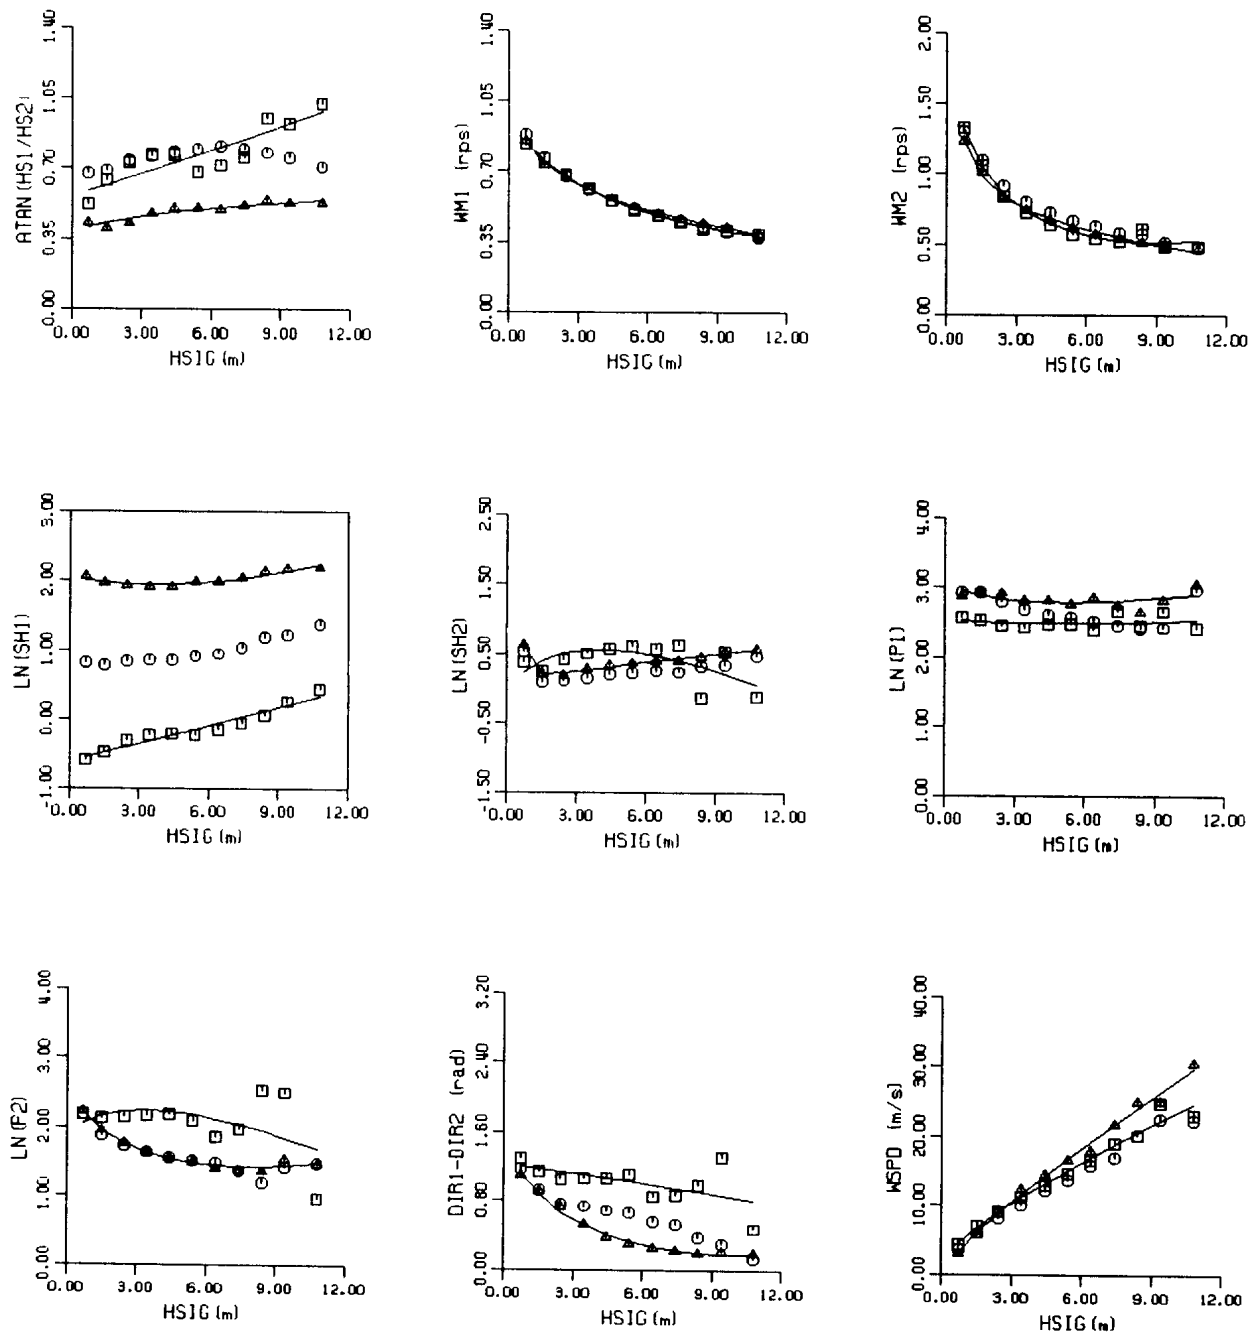 1.40
1.05
0.70
0.35
0.00
ATAN(HS1/HS2)
0.00 3.00 6.00 9.00 12.00
HSIG(m)
1.40
1.05
0.70
0.35
0.00
WM1 (rps)
0.00 3.00 6.00 9.00 12.00
HSIG(m)
2.00
1.50
1.00
0.50
0.00
WM2 (rps)
0.00 3.00 6.00 9.00 12.00
HSIG(m)
3.00
2.00
1.00
0.00
-1.00
LN(SH1)
0.00 3.00 6.00 9.00 12.00
HSIG(m)
2.50
1.50
0.50
-0.50
-1.50
LN(SH2)
0.00 3.00 6.00 9.00 12.00
HSIG(m)
4.00
3.00
2.00
1.00
0.00
LN(P1)
0.00 3.00 6.00 9.00 12.00
HSIG(m)
4.00
3.00
2.00
1.00
0.00
LN(P2)
0.00 3.00 6.00 9.00 12.00
HSIG(m)
3.20
2.40
1.60
0.80
0.00
DIR1-DIR2 (rad)
0.00 3.00 6.00 9.00 12.00
HSIG(m)
40.00
30.00
20.00
10.00
0.00
WSPD (m/s)
0.00 3.00 6.00 9.00 12.00
HSIG(m)